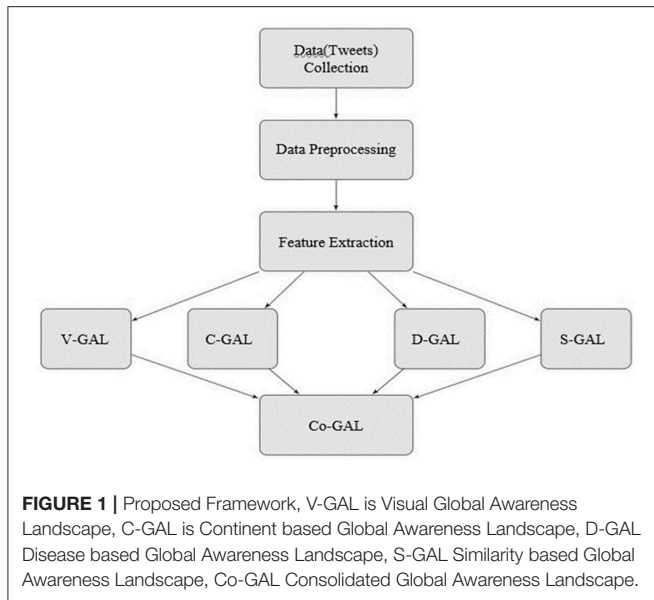 Data(Tweets)
Collection
Data Preprocessing
Feature Extraction
V-GAL
C-GAL
D-GAL
S-GAL
Co-GAL
FIGURE 1 | Proposed Framework, V-GAL is Visual Global Awareness
Landscape, C-GAL is Continent based Global Awareness Landscape, D-GAL
Disease based Global Awareness Landscape, S-GAL Similarity based Global
Awareness Landscape, Co-GAL Consolidated Global Awareness Landscape.